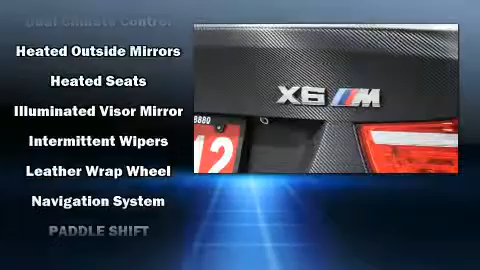 Dual Climate Control
Heated Outside Mirrors
Heated Seats
Illuminated Visor Mirror
Intermittent Wipers
Leather Wrap Wheel
Navigation System
PADDLE SHIFT
X6 M
8880
12